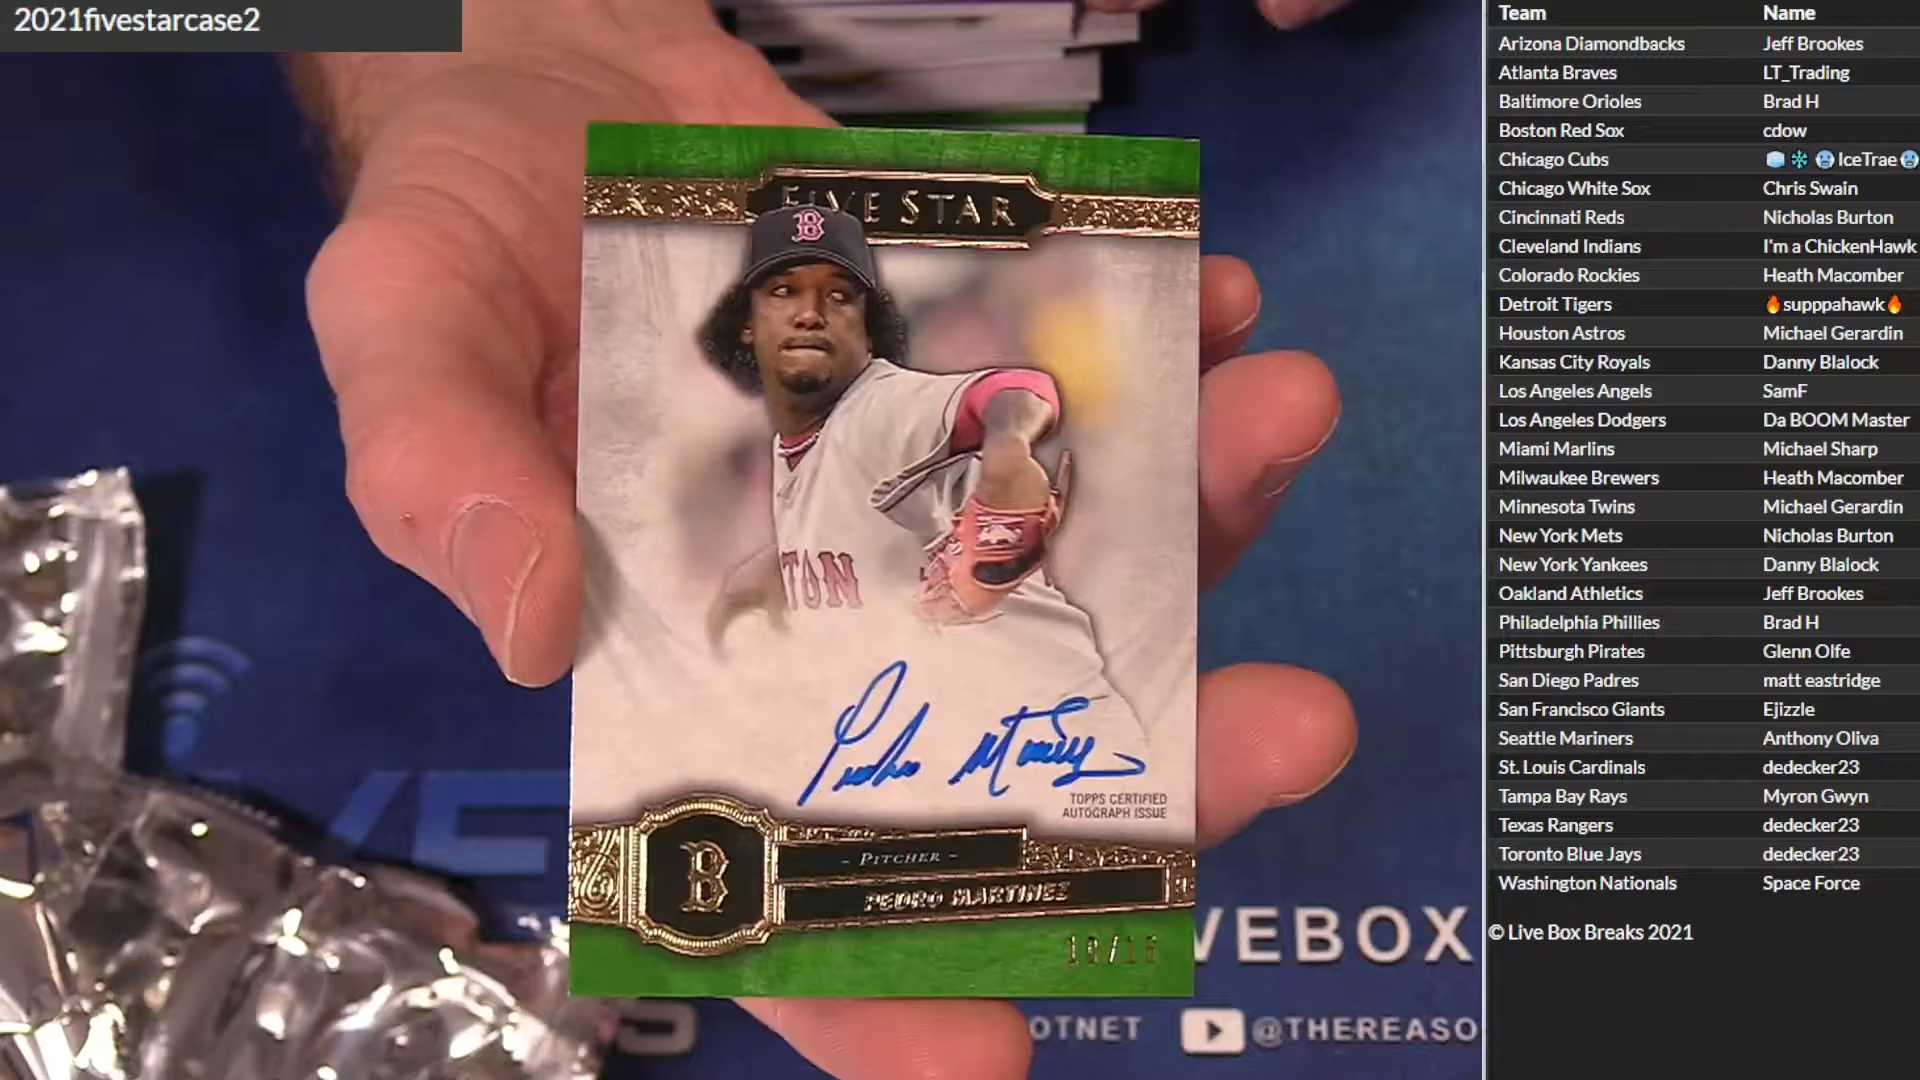 2021fivestarcase2
FIVE STAR
TON
TOPPS CERTIFIED
AUTOGRAPH ISSUE
- PITCHER -
B
PEDRO MARTINEZ
VEBOX
OTNET
@THEREASO
Team Name
Arizona Diamondbacks Jeff Brookes
Atlanta Braves LT_Trading
Baltimore Orioles Brad H
Boston Red Sox cdow
Chicago Cubs IceTrae
Chicago White Sox Chris Swain
Cincinnati Reds Nicholas Burton
Cleveland Indians I'm a ChickenHawk
Colorado Rockies Heath Macomber
Detroit Tigers 🔥supppahawk🔥
Houston Astros Michael Gerardin
Kansas City Royals Danny Blalock
Los Angeles Angels SamF
Los Angeles Dodgers Da BOOM Master
Miami Marlins Michael Sharp
Milwaukee Brewers Heath Macomber
Minnesota Twins Michael Gerardin
New York Mets Nicholas Burton
New York Yankees Danny Blalock
Oakland Athletics Jeff Brookes
Philadelphia Phillies Brad H
Pittsburgh Pirates Glenn Olfe
San Diego Padres matt eastridge
San Francisco Giants Ejizzle
Seattle Mariners Anthony Oliva
St. Louis Cardinals dedecker23
Tampa Bay Rays Myron Gwyn
Texas Rangers dedecker23
Toronto Blue Jays dedecker23
Washington Nationals Space Force
© Live Box Breaks 2021